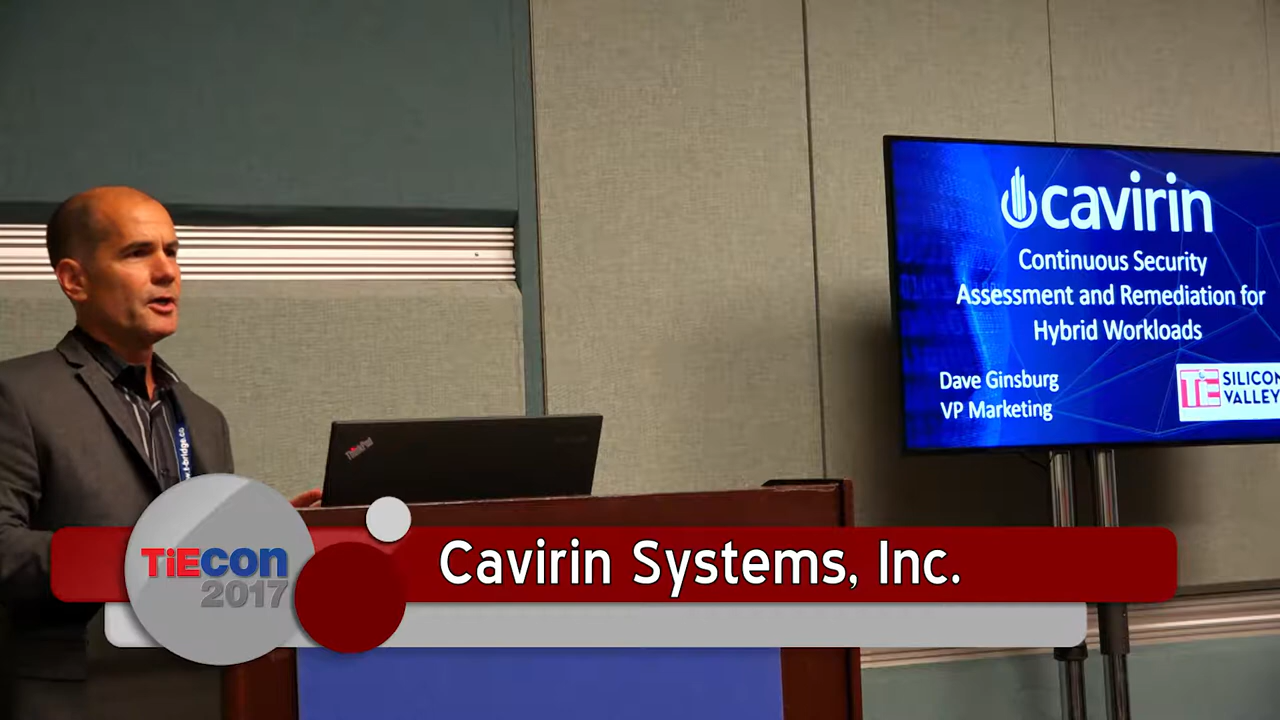 cavirin
Continuous Security
Assessment and Remediation for
Hybrid Workloads
Dave Ginsburg
VP Marketing
TiE SILICON
VALLEY
ThinkPad
TiEcon
2017
Cavirin Systems, Inc.